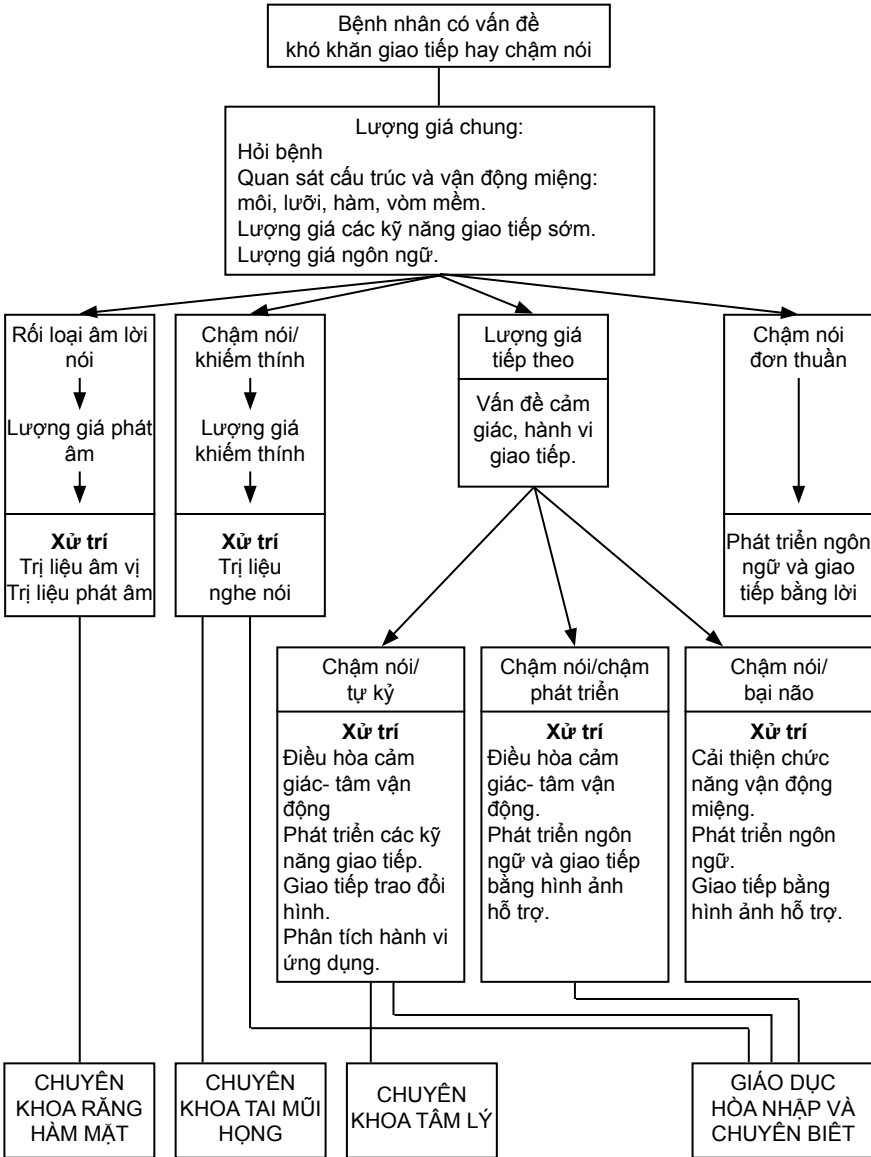 Bệnh nhân có vấn đề
khó khăn giao tiếp hay chậm nói
Lượng giá chung:
Hỏi bệnh
Quan sát cấu trúc và vận động miệng:
môi, lưỡi, hàm, vòm mềm.
Lượng giá các kỹ năng giao tiếp sớm.
Lượng giá ngôn ngữ.
Rối loại âm lời
nói
Lượng giá phát
âm
Xử trí
Trị liệu âm vị
Trị liệu phát âm
Chậm nói/
khiếm thính
Lượng giá
khiếm thính
Xử trí
Trị liệu
nghe nói
Lượng giá
tiếp theo
Vấn đề cảm
giác, hành vi
giao tiếp.
Chậm nói
đơn thuần
Phát triển ngôn
ngữ và giao
tiếp bằng lời
Chậm nói/
tự kỷ
Xử trí
Điều hòa cảm
giác- tâm vận
động
Phát triển các kỹ
năng giao tiếp.
Giao tiếp trao đổi
hình.
Phân tích hành vi
ứng dụng.
Chậm nói/chậm
phát triển
Xử trí
Điều hòa cảm
giác- tâm vận
động.
Phát triển ngôn
ngữ và giao tiếp
bằng hình ảnh
hỗ trợ.
Chậm nói/
bại não
Xử trí
Cải thiện chức
năng vận động
miệng.
Phát triển ngôn
ngữ.
Giao tiếp bằng
hình ảnh hỗ trợ.
CHUYÊN
KHOA RĂNG
HÀM MẶT
CHUYÊN
KHOA TAI MŨI
HỌNG
CHUYÊN
KHOA TÂM LÝ
GIÁO DỤC
HÒA NHẬP VÀ
CHUYÊN BIÊT